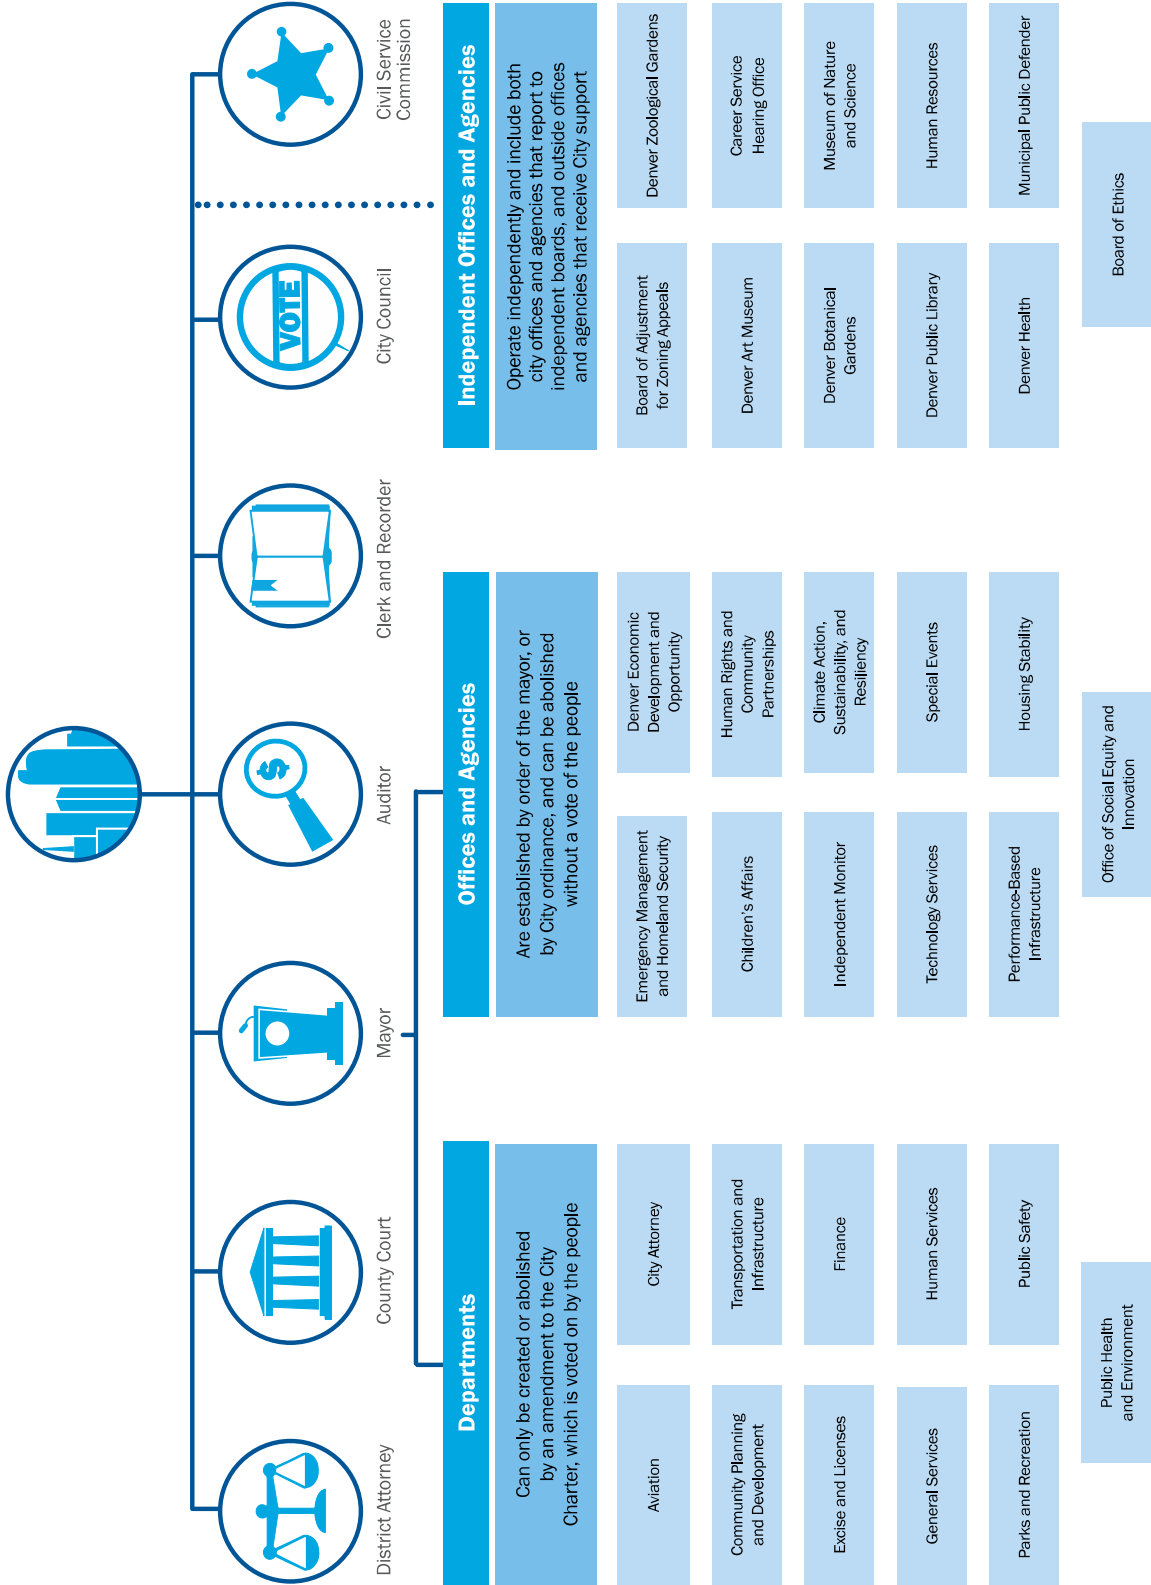 District Attorney
County Court
Mayor
Auditor
Clerk and Recorder
City Council
VOTE
Civil Service
Commission
$
Departments
Can only be created or abolished
by an amendment to the City
Charter, which is voted on by the people
Aviation
City Attorney
Community Planning
and Development
Transportation and
Infrastructure
Excise and Licenses
Finance
General Services
Human Services
Parks and Recreation
Public Safety
Public Health
and Environment
Offices and Agencies
Are established by order of the mayor, or
by City ordinance, and can be abolished
without a vote of the people
Emergency Management
and Homeland Security
Denver Economic
Development and
Opportunity
Children's Affairs
Human Rights and
Community
Partnerships
Independent Monitor
Climate Action,
Sustainability, and
Resiliency
Technology Services
Special Events
Performance-Based
Infrastructure
Housing Stability
Office of Social Equity and
Innovation
Independent Offices and Agencies
Operate independently and include both
city offices and agencies that report to
independent boards, and outside offices
and agencies that receive City support
Board of Adjustment
for Zoning Appeals
Denver Zoological Gardens
Denver Art Museum
Career Service
Hearing Office
Denver Botanical
Gardens
Museum of Nature
and Science
Denver Public Library
Human Resources
Denver Health
Municipal Public Defender
Board of Ethics